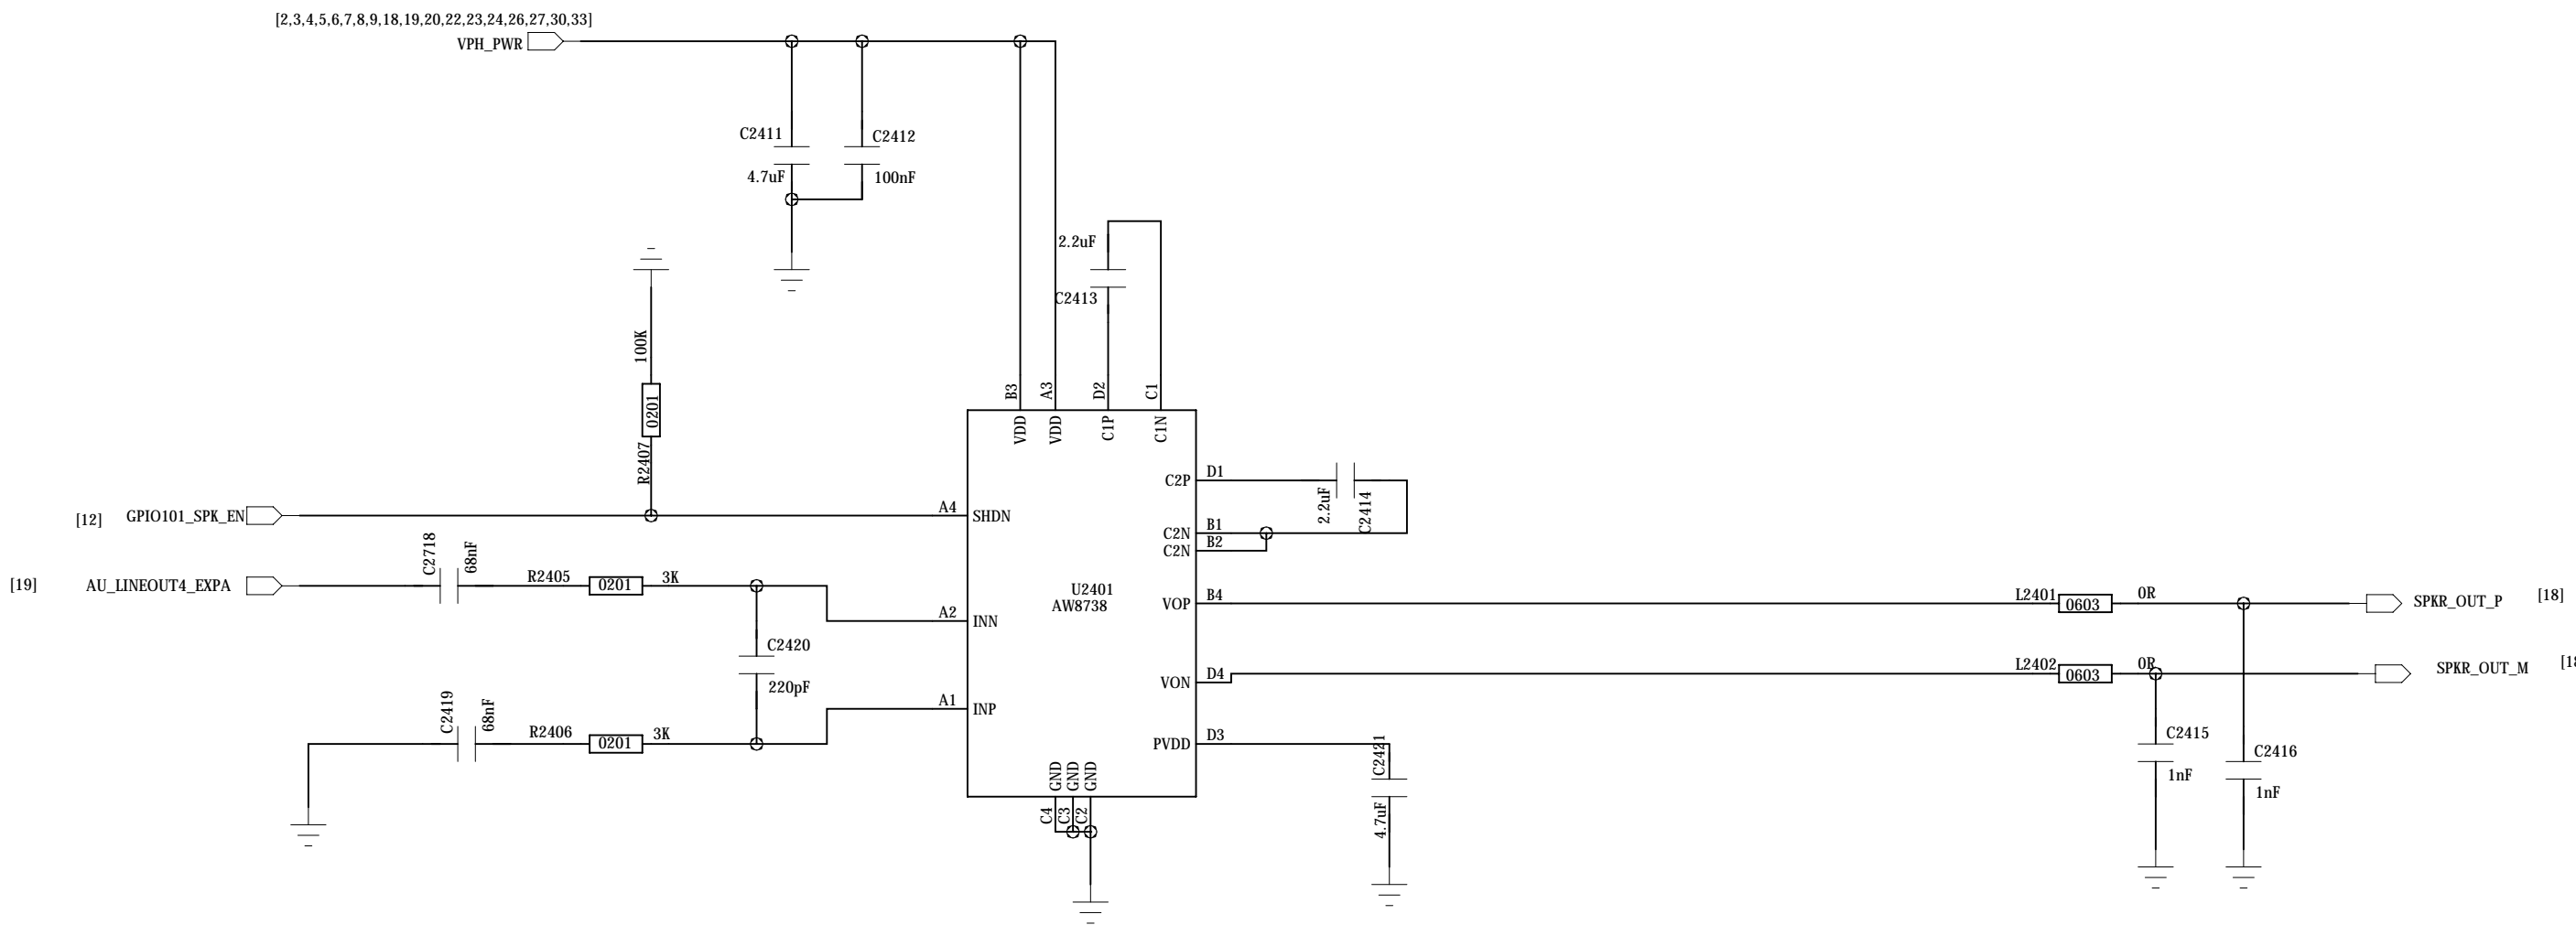 [2,3,4,5,6,7,8,9,18,19,20,22,23,24,26,27,30,33]
VPH_PWR
C2411
C2412
4.7uF
100nF
2.2uF
C2413
100K
0201
R2407
B3
A3
D2
C1
VDD
VDD
C1P
C1N
C2P
D1
2.2uF
C2414
[12]
GPIO101_SPK_EN
A4
SHDN
C2N
B1
C2N
B2
C2718
68nF
[19]
AU_LINEOUT4_EXPA
R2405
0201
3K
U2401
AW8738
VOP
B4
L2401
0603
0R
SPKR_OUT_P
[18]
A2
INN
C2420
220pF
VON
D4
L2402
0603
0R
SPKR_OUT_M
C2419
68nF
A1
INP
R2406
0201
3K
PVDD
D3
C2421
4.7uF
C2415
1nF
C2416
1nF
GND
GND
GND
C4
C3
C2